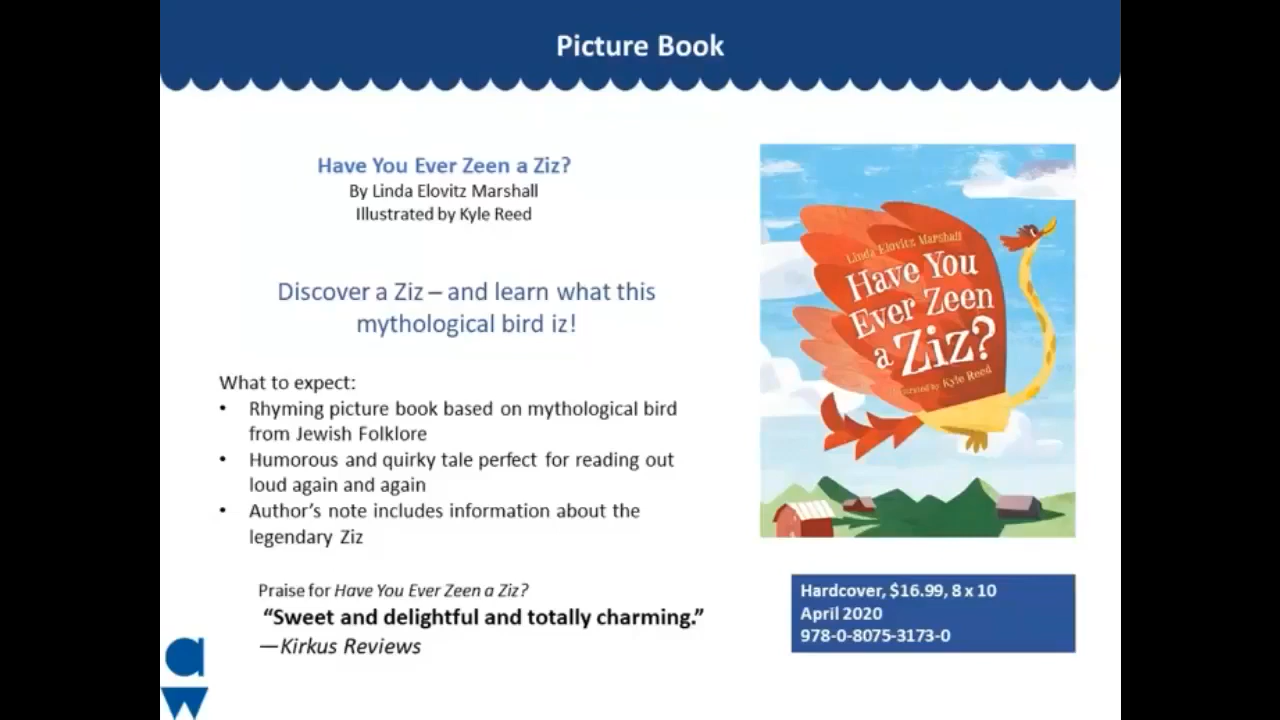 Picture Book
Have You Ever Zeen a Ziz?
By Linda Elovitz Marshall
Illustrated by Kyle Reed
Discover a Ziz – and learn what this
mythological bird iz!
What to expect:
• Rhyming picture book based on mythological bird
from Jewish Folklore
• Humorous and quirky tale perfect for reading out
loud again and again
• Author's note includes information about the
legendary Ziz
Praise for Have You Ever Zeen a Ziz?
“Sweet and delightful and totally charming.”
—Kirkus Reviews
Linda Elovitz Marshall
Have You
Ever Zeen
a Ziz?
Illustrated by Kyle Reed
Hardcover, $16.99, 8 x 10
April 2020
978-0-8075-3173-0
a
w